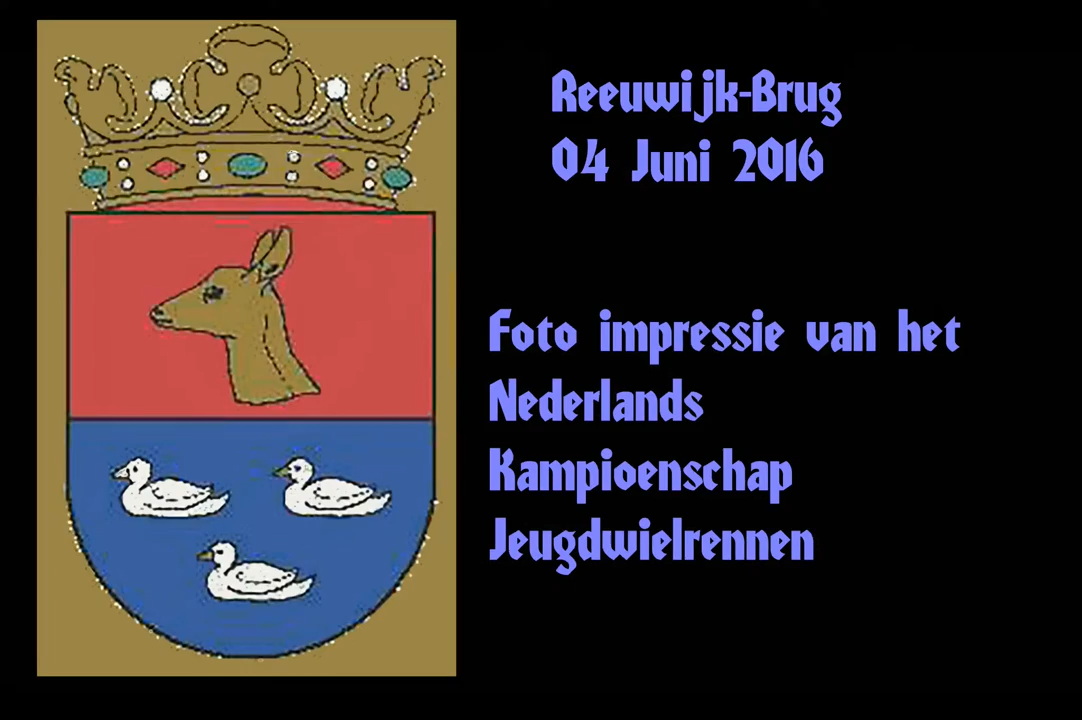 Reeuwijk-Brug
04 Juni 2016
Foto impressie van het
Nederlands
Kampioenschap
Jeugdwielrennen